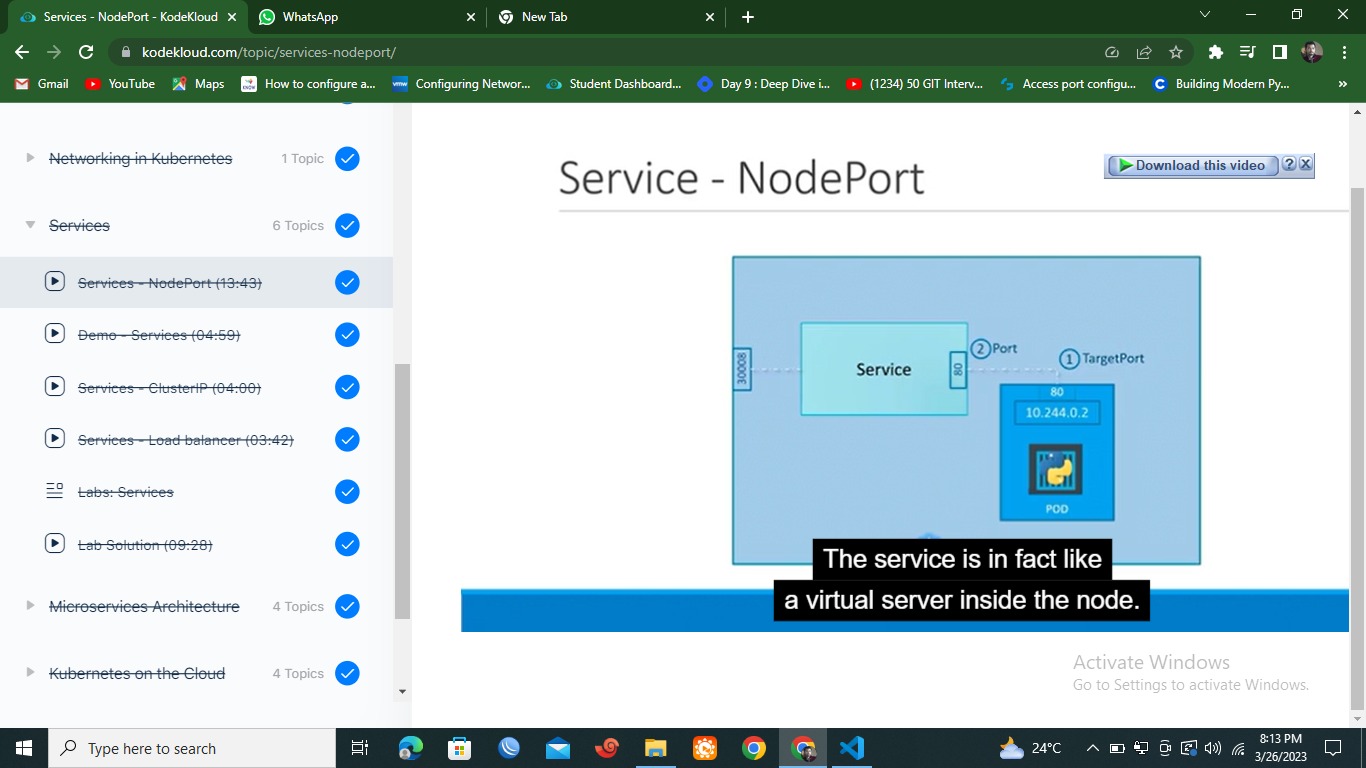 Services - NodePort - KodeKloud
WhatsApp
New Tab
kodekloud.com/topic/services-nodeport/
Gmail
YouTube
Maps
How to configure a...
Configuring Networ...
Student Dashboard...
Day 9 : Deep Dive i...
(1234) 50 GIT Interv...
Access port configu...
Building Modern Py...
»
Networking in Kubernetes
1 Topic
Services
6 Topics
Services - NodePort (13:43)
Demo - Services (04:59)
Services - ClusterIP (04:00)
Services - Load balancer (03:42)
Labs: Services
Lab Solution (09:28)
Microservices Architecture
4 Topics
Kubernetes on the Cloud
4 Topics
Service - NodePort
Download this video
30008
Service
80
2 Port
1 TargetPort
80
10.244.0.2
POD
The service is in fact like
a virtual server inside the node.
Activate Windows
Go to Settings to activate Windows.
Type here to search
24°C
8:13 PM
3/26/2023